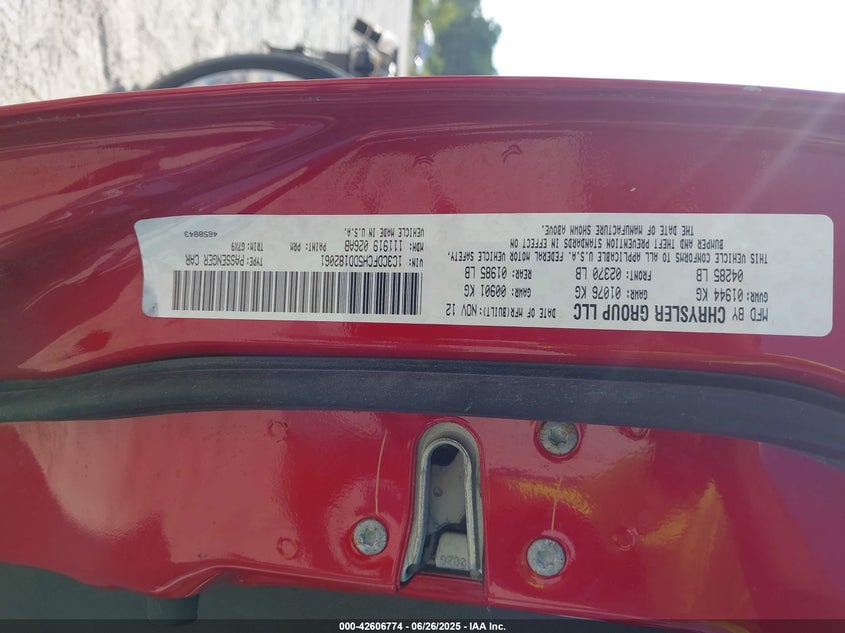 MFD BY CHRYSLER GROUP LLC
DATE OF MFR(BUILT): NOV 12
GVWR: 01944 KG
GAWR: 01076 KG
GAWR: 00901 KG
04285 LB
FRONT: 02370 LB
REAR: 01985 LB
THIS VEHICLE CONFORMS TO ALL APPLICABLE U.S.A. FEDERAL MOTOR VEHICLE SAFETY,
BUMPER AND THEFT PREVENTION STANDARDS IN EFFECT ON
THE DATE OF MANUFACTURE SHOWN ABOVE.
VIN: 1C3CDFCH5DD182061
TYPE: PASSENGER CAR
MDH: 111919 026AB
PAINT: PRM
TRIM: G7X9
VEHICLE MADE IN U.S.A.
4658843
000-42606774 | 06/26/2025 - IAA Inc.